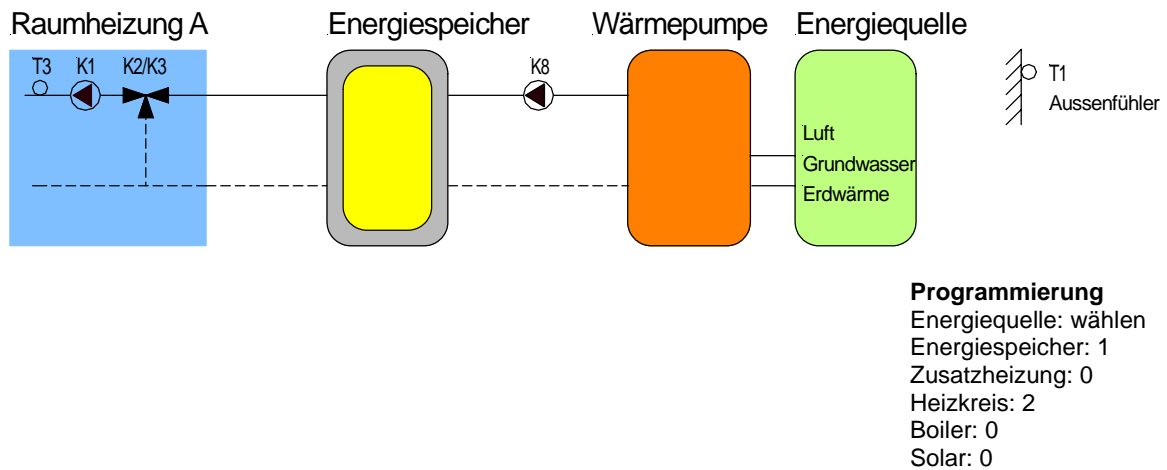 Raumheizung A
Energiespeicher
Wärmepumpe
Energiequelle
T3
K1
K2/K3
K8
T1
Aussenfühler
Luft
Grundwasser
Erdwärme
Programmierung
Energiequelle: wählen
Energiespeicher: 1
Zusatzheizung: 0
Heizkreis: 2
Boiler: 0
Solar: 0